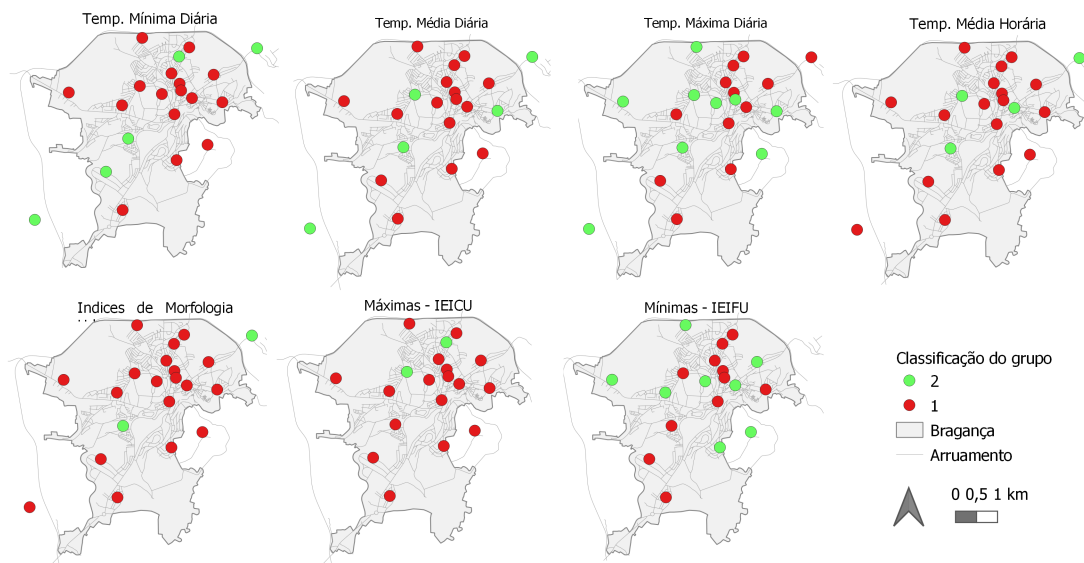 Temp. Mínima Diária
Temp. Média Diária
Temp. Máxima Diária
Temp. Média Horária
Indices de Morfologia
Máximas - IEICU
Mínimas - IEIFU
Classificação do grupo
2
1
Bragança
Arruamento
0 0,5 1 km